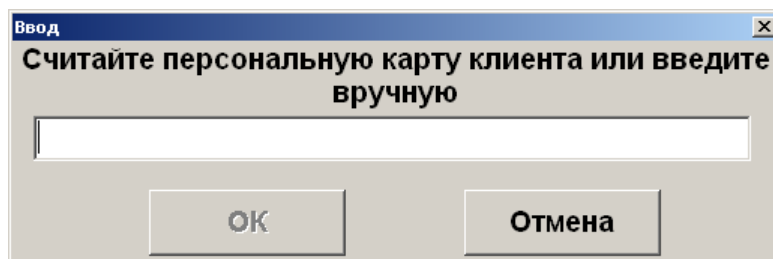 Ввод
Считайте персональную карту клиента или введите
вручную
ОК
Отмена